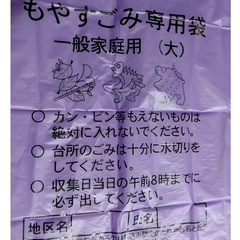 もやすごみ専用袋
一般家庭用（大）
○ カン・ビン等もえないものは
絶対に入れないでください。
○ 台所のごみは十分に水切りを
してください。
○ 収集日当日の午前8時までに
必ず出してください。
地区名
氏名